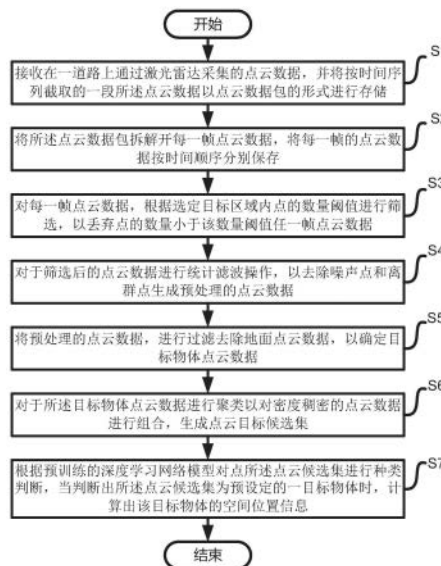 开始
S1
接收在一道路上通过激光雷达采集的点云数据，并将按时间序
列截取的一段所述点云数据以点云数据包的形式进行存储
S2
将所述点云数据包拆解开每一帧点云数据，将每一帧的点云数
据按时间顺序分别保存
S3
对每一帧点云数据，根据选定目标区域内点的数量阈值进行筛
选，以丢弃点的数量小于该数量阈值任一帧点云数据
S4
对于筛选后的点云数据进行统计滤波操作，以去除噪声点和离
群点生成预处理的点云数据
S5
将预处理的点云数据，进行过滤去除地面点云数据，以确定目
标物体点云数据
S6
对于所述目标物体点云数据进行聚类以对密度稠密的点云数据
进行组合，生成点云目标候选集
S7
根据预训练的深度学习网络模型对点所述点云候选集进行种类
判断，当判断出所述点云候选集为预设定的一目标物体时，计
算出该目标物体的空间位置信息
结束